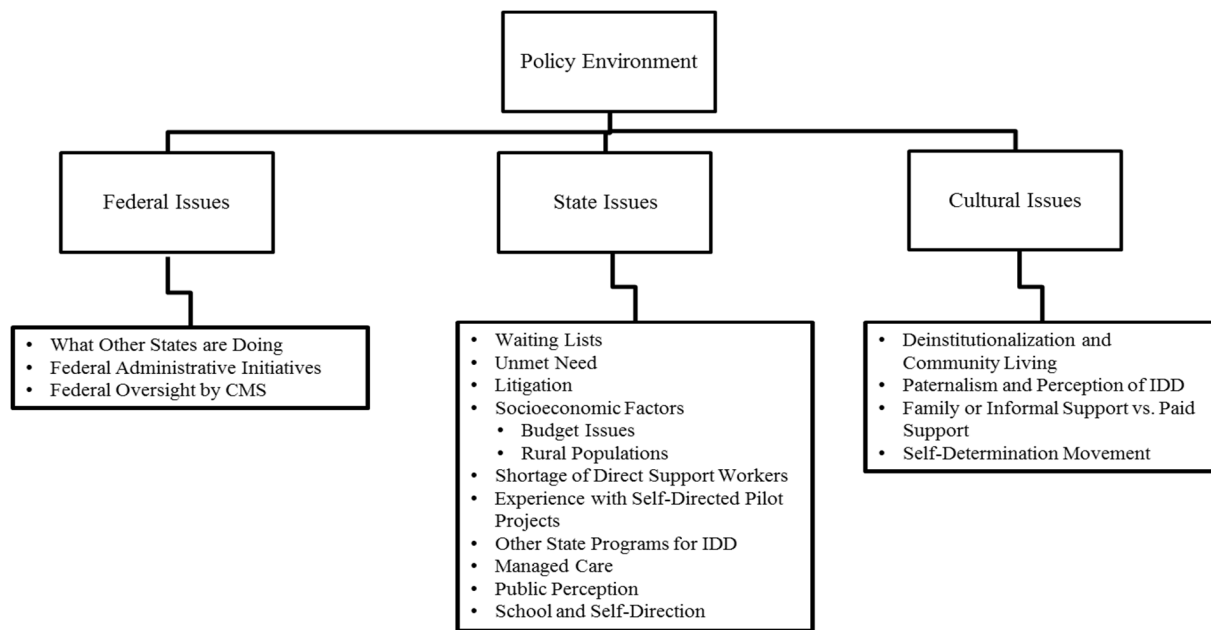 Policy Environment
Federal Issues
State Issues
Cultural Issues
• What Other States are Doing
• Federal Administrative Initiatives
• Federal Oversight by CMS
• Waiting Lists
• Unmet Need
• Litigation
• Socioeconomic Factors
• Budget Issues
• Rural Populations
• Shortage of Direct Support Workers
• Experience with Self-Directed Pilot
Projects
• Other State Programs for IDD
• Managed Care
• Public Perception
• School and Self-Direction
• Deinstitutionalization and
Community Living
• Paternalism and Perception of IDD
• Family or Informal Support vs. Paid
Support
• Self-Determination Movement